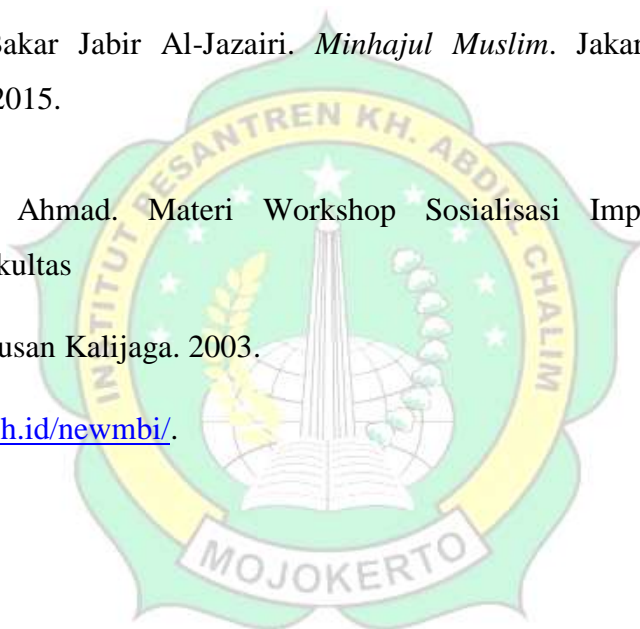 Bakar Jabir Al-Jazairi. Minhajul Muslim. Jakar
2015.
INSTITUT PESANTREN KH. ABDUL CHALIM
Ahmad. Materi Workshop Sosialisasi Imp
kultas
usan Kalijaga. 2003.
h.id/newmbi/.
MOJOKERTO